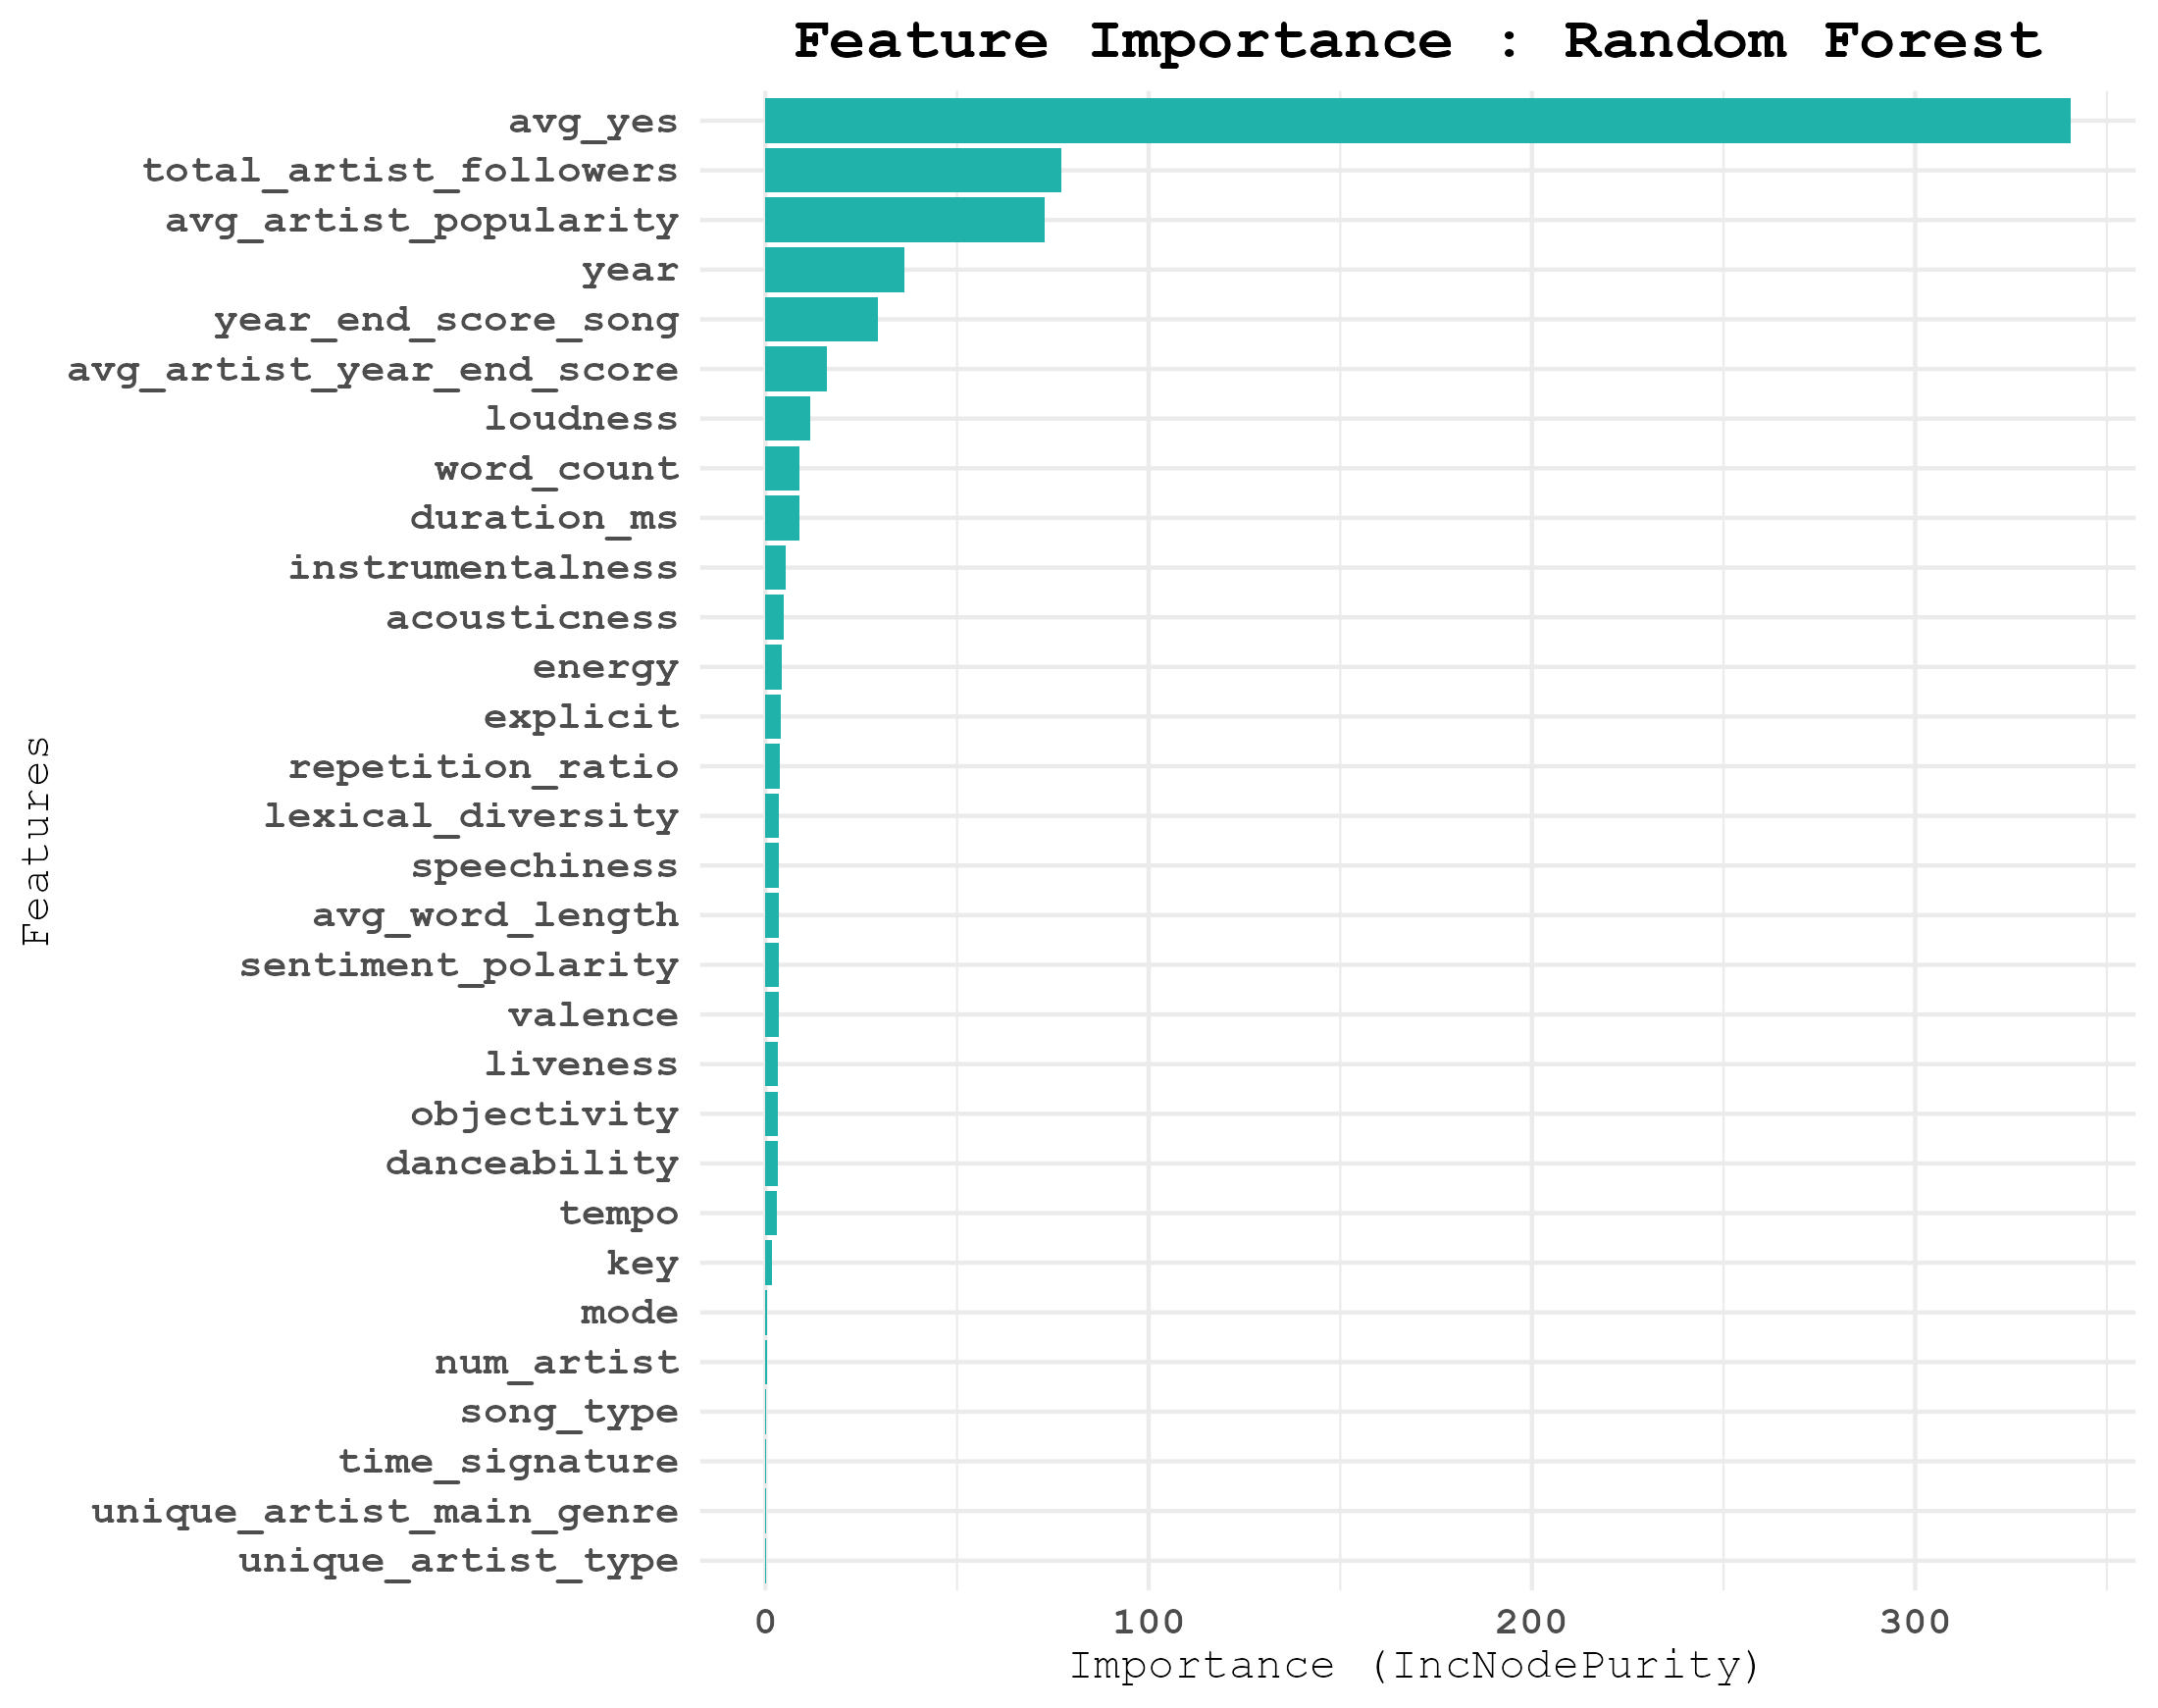 Feature Importance : Random Forest
avg_yes
total_artist_followers
avg_artist_popularity
year
year_end_score_song
avg_artist_year_end_score
loudness
word_count
duration_ms
instrumentalness
acousticness
energy
explicit
repetition_ratio
lexical_diversity
speechiness
avg_word_length
sentiment_polarity
valence
liveness
objectivity
danceability
tempo
key
mode
num_artist
song_type
time_signature
unique_artist_main_genre
unique_artist_type
Features
0 100 200 300
Importance (IncNodePurity)